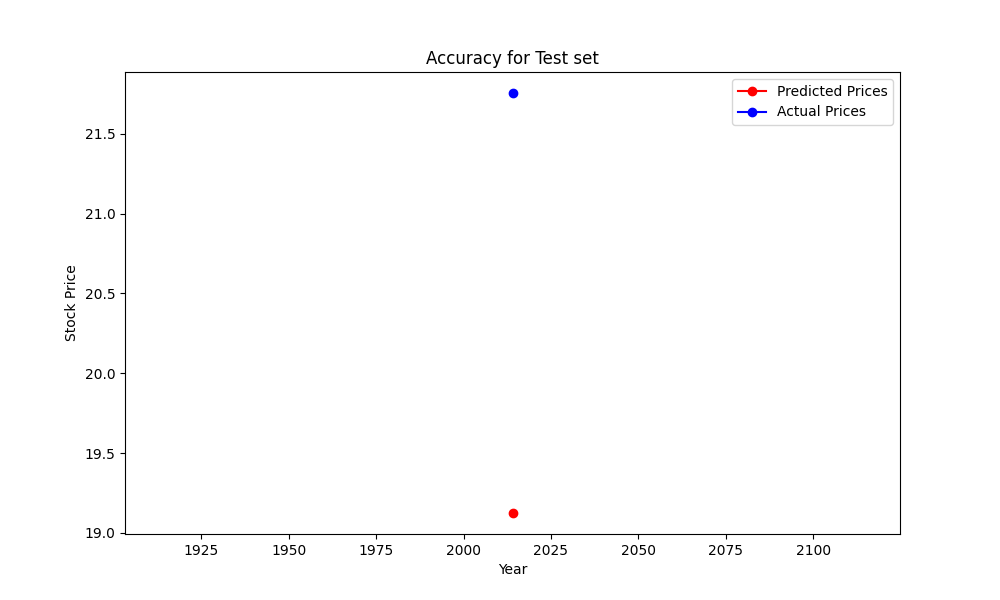 Accuracy for Test set
Predicted Prices
Actual Prices
21.5
21.0
20.5
20.0
19.5
19.0
Stock Price
1925 1950 1975 2000 2025 2050 2075 2100
Year